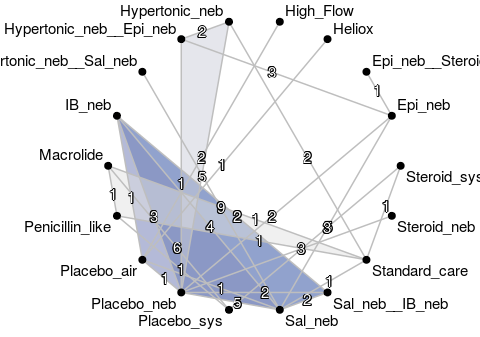 Hypertonic_neb
High_Flow
Hypertonic_neb__Epi_neb
Heliox
2
rtonic_neb__Sal_neb
3
Epi_neb__Steroi
1
IB_neb
Epi_neb
Macrolide
2
1
2
5
Steroid_sys
1
1
1
9
1
Penicillin_like
3
2
1
2
Steroid_neb
4
3
6
1
3
Placebo_air
1
1
Standard_care
1
Placebo_neb
1
2
Sal_neb__IB_neb
5
2
Placebo_sys
Sal_neb